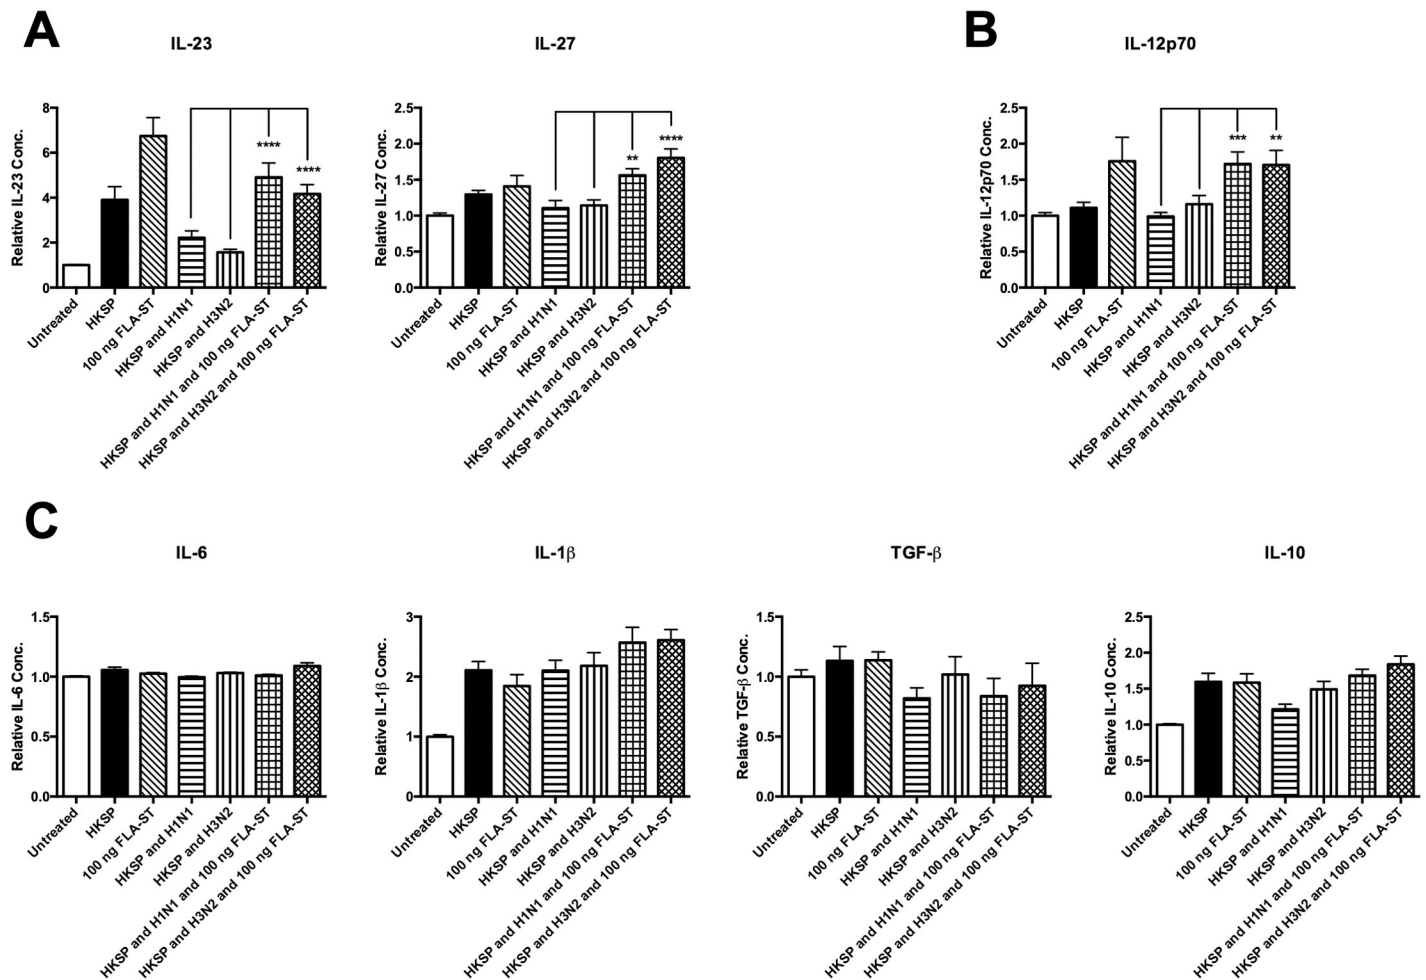 A
IL-23
Relative IL-23 Conc.
8
6
4
2
0
****
****
Untreated
HKSP
100 ng FLA-ST
HKSP and H1N1
HKSP and H3N2
HKSP and H1N1 and 100 ng FLA-ST
HKSP and H3N2 and 100 ng FLA-ST
IL-27
Relative IL-27 Conc.
2.5
2.0
1.5
1.0
0.5
0.0
**
****
Untreated
HKSP
100 ng FLA-ST
HKSP and H1N1
HKSP and H3N2
HKSP and H1N1 and 100 ng FLA-ST
HKSP and H3N2 and 100 ng FLA-ST
B
IL-12p70
Relative IL-12p70 Conc.
2.5
2.0
1.5
1.0
0.5
0.0
***
**
Untreated
HKSP
100 ng FLA-ST
HKSP and H1N1
HKSP and H3N2
HKSP and H1N1 and 100 ng FLA-ST
HKSP and H3N2 and 100 ng FLA-ST
C
IL-6
Relative IL-6 Conc.
1.5
1.0
0.5
0.0
Untreated
HKSP
100 ng FLA-ST
HKSP and H1N1
HKSP and H3N2
HKSP and H1N1 and 100 ng FLA-ST
HKSP and H3N2 and 100 ng FLA-ST
IL-1β
Relative IL-1β Conc.
3
2
1
0
Untreated
HKSP
100 ng FLA-ST
HKSP and H1N1
HKSP and H3N2
HKSP and H1N1 and 100 ng FLA-ST
HKSP and H3N2 and 100 ng FLA-ST
TGF-β
Relative TGF-β Conc.
1.5
1.0
0.5
0.0
Untreated
HKSP
100 ng FLA-ST
HKSP and H1N1
HKSP and H3N2
HKSP and H1N1 and 100 ng FLA-ST
HKSP and H3N2 and 100 ng FLA-ST
IL-10
Relative IL-10 Conc.
2.5
2.0
1.5
1.0
0.5
0.0
Untreated
HKSP
100 ng FLA-ST
HKSP and H1N1
HKSP and H3N2
HKSP and H1N1 and 100 ng FLA-ST
HKSP and H3N2 and 100 ng FLA-ST